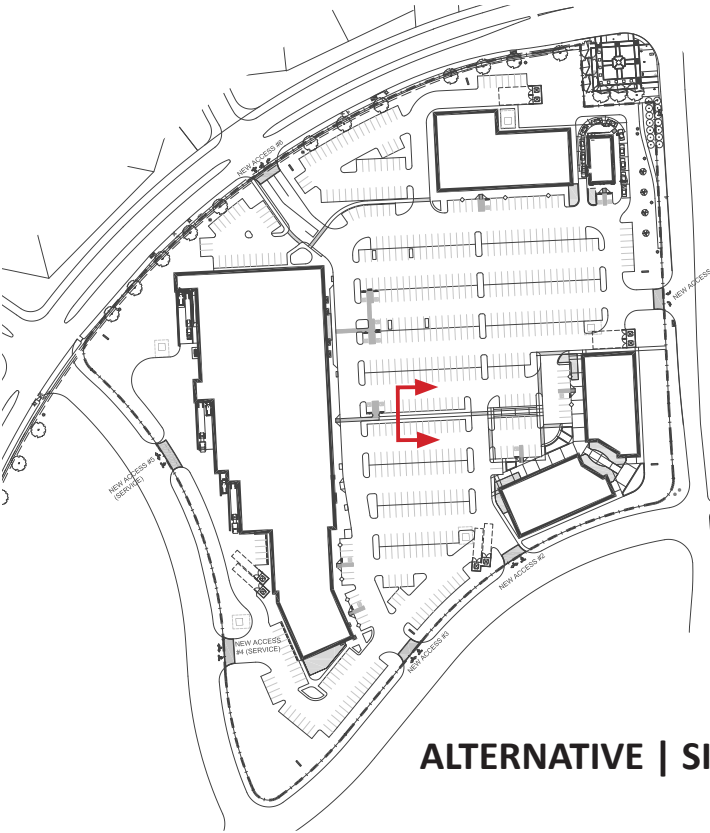 NEW ACCESS #6
NEW ACCESS
NEW ACCESS #5
(SERVICE)
NEW ACCESS #2
NEW ACCESS
#4 (SERVICE)
NEW ACCESS #3
ALTERNATIVE | SI